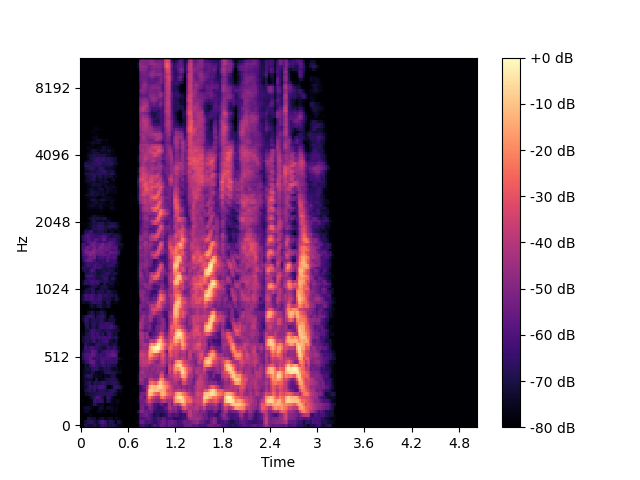 8192
4096
2048
1024
512
0
Hz
0 0.6 1.2 1.8 2.4 3 3.6 4.2 4.8
Time
+0 dB
-10 dB
-20 dB
-30 dB
-40 dB
-50 dB
-60 dB
-70 dB
-80 dB